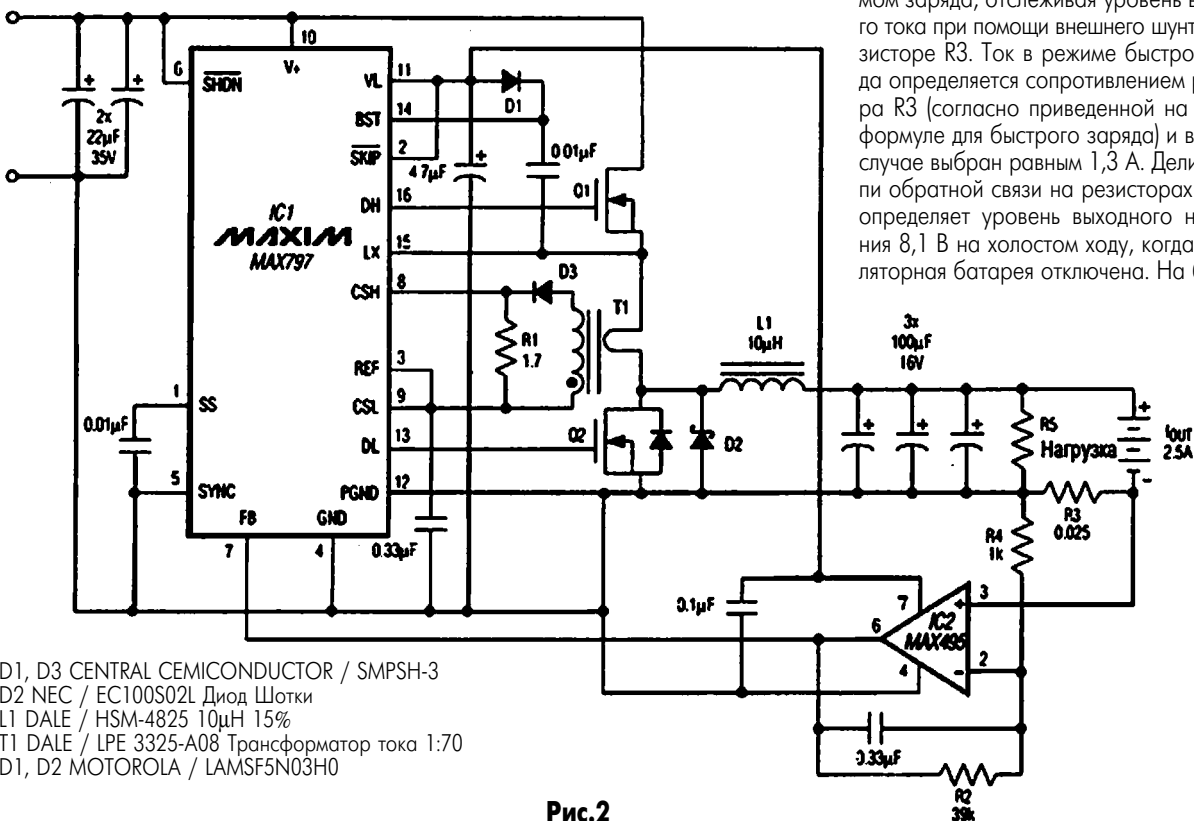 мом заряда, отслеживая уровень в
го тока при помощи внешнего шунт
зисторе R3. Ток в режиме быстро
да определяется сопротивлением р
ра R3 (согласно приведенной на
формуле для быстрого заряда) и в
случае выбран равным 1,3 А. Дели
пи обратной связи на резисторах
определяет уровень выходного н
ния 8,1 В на холостом ходу, когда
ляторная батарея отключена. На
10
V+
6
SHDN
2x
22µF
35V
VL
11
D1
BST
14
SKIP
2
4 7µF
0 01µF
DH
16
Q1
IC1
MAXIM
MAX797
LX
15
CSH
8
D3
T1
R1
1.7
L1
10µH
3x
100µF
16V
REF
3
CSL
9
1
SS
0.01µF
DL
13
Q2
D2
R5
Нагрузка
IOUT
2.5A
5
SYNC
PGND
12
R3
0.025
FB
GND
7
4
0.33µF
R4
1k
0.1µF
7
3
6
IC2
MAX495
4
2
0.33µF
R2
39k
D1, D3 CENTRAL CEMICONDUCTOR / SMPSH-3
D2 NEC / EC100S02L Диод Шотки
L1 DALE / HSM-4825 10µH 15%
T1 DALE / LPE 3325-A08 Трансформатор тока 1:70
D1, D2 MOTOROLA / LAMSF5N03H0
Рис.2